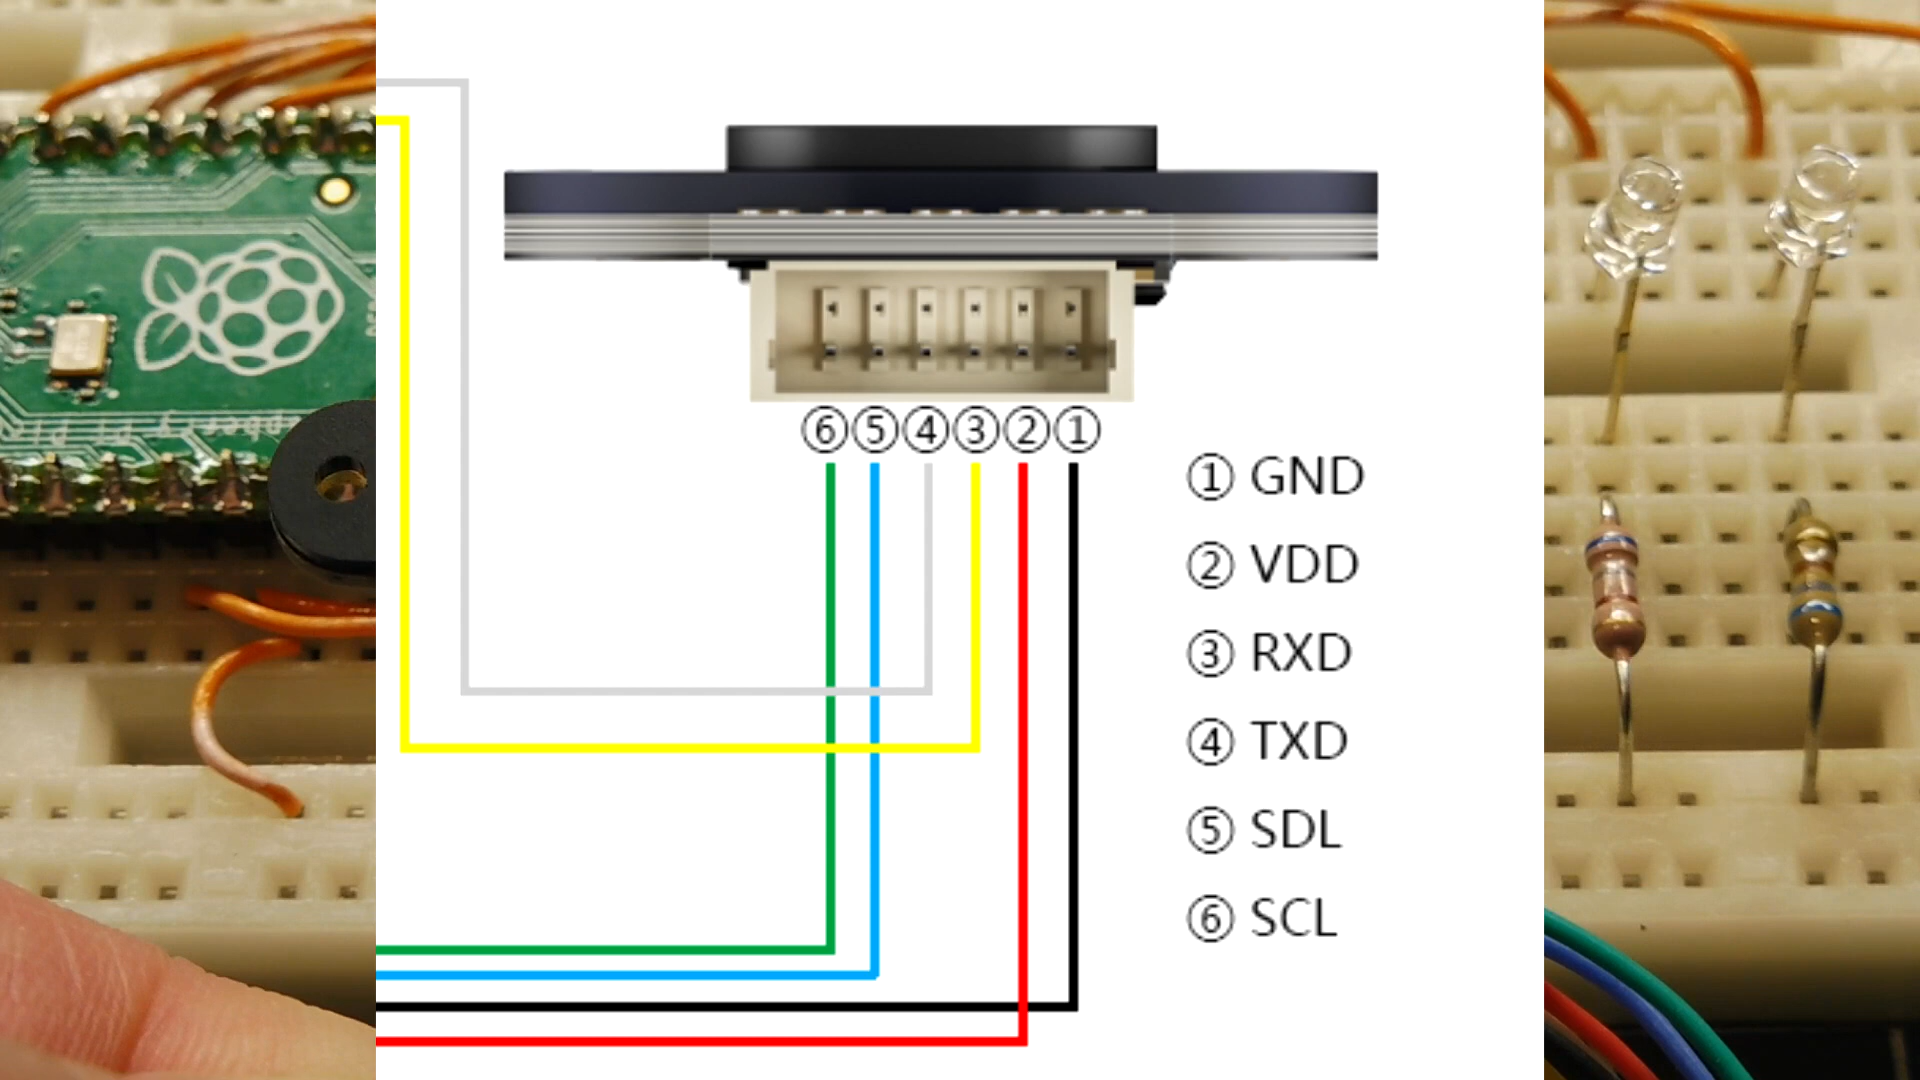 ⑥⑤④③②①
① GND
② VDD
③ RXD
④ TXD
⑤ SDL
⑥ SCL